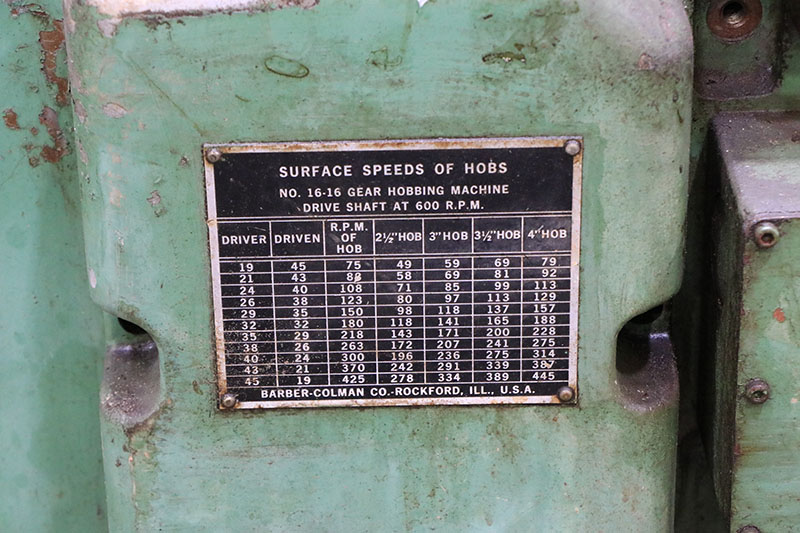 SURFACE SPEEDS OF HOBS
NO. 16-16 GEAR HOBBING MACHINE
DRIVE SHAFT AT 600 R.P.M.
DRIVER DRIVEN R.P.M. OF HOB 2½"HOB 3"HOB 3½"HOB 4"HOB
19 45 75 49 59 69 79
21 43 88 58 69 81 92
24 40 108 71 85 99 113
26 38 123 80 97 113 129
29 35 150 98 118 137 157
32 32 180 118 141 165 188
35 29 218 143 171 200 228
38 26 263 172 207 241 275
40 24 300 196 236 275 314
43 21 370 242 291 339 387
45 19 425 278 334 389 445
BARBER-COLMAN CO.-ROCKFORD, ILL., U.S.A.